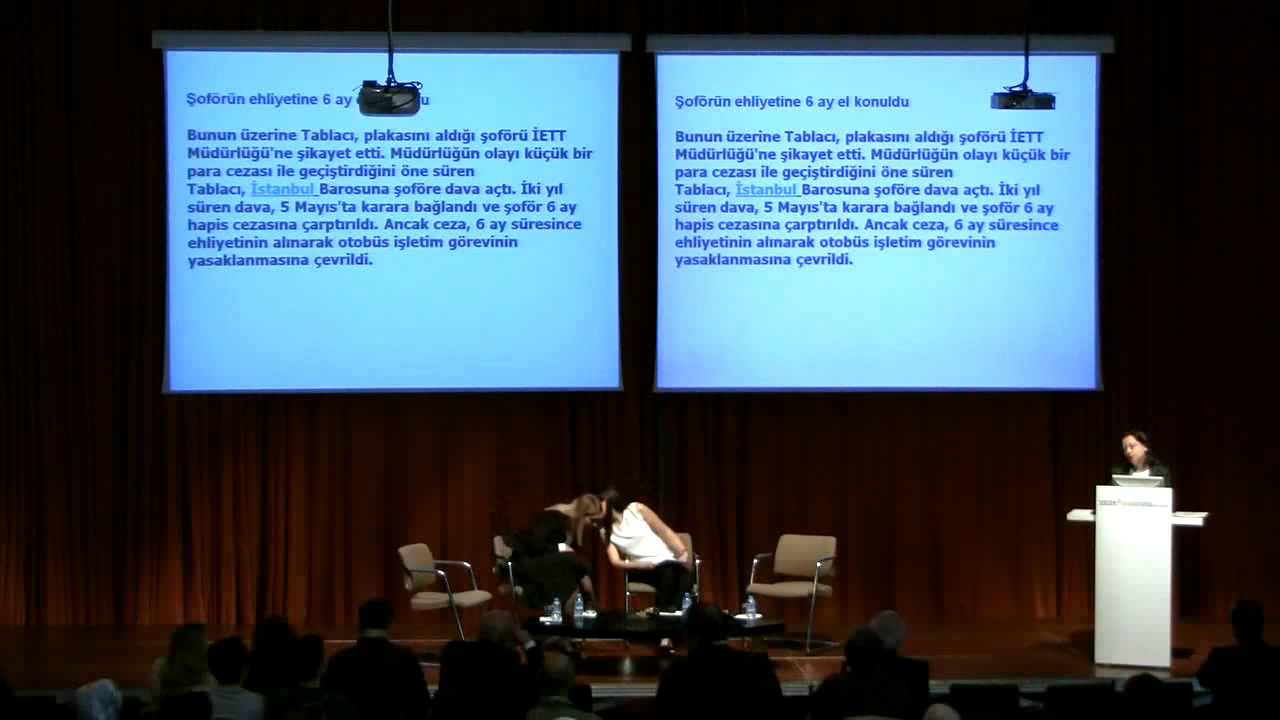 Şoförün ehliyetine 6 ay u
Bunun üzerine Tablacı, plakasını aldığı şoförü İETT
Müdürlüğü'ne şikayet etti. Müdürlüğün olayı küçük bir
para cezası ile geçiştirdiğini öne süren
Tablacı, İstanbul Barosuna şoföre dava açtı. İki yıl
süren dava, 5 Mayıs'ta karara bağlandı ve şoför 6 ay
hapis cezasına çarptırıldı. Ancak ceza, 6 ay süresince
ehliyetinin alınarak otobüs işletim görevinin
yasaklanmasına çevrildi.
Şoförün ehliyetine 6 ay el konuldu
Bunun üzerine Tablacı, plakasını aldığı şoförü İETT
Müdürlüğü'ne şikayet etti. Müdürlüğün olayı küçük bir
para cezası ile geçiştirdiğini öne süren
Tablacı, İstanbul Barosuna şoföre dava açtı. İki yıl
süren dava, 5 Mayıs'ta karara bağlandı ve şoför 6 ay
hapis cezasına çarptırıldı. Ancak ceza, 6 ay süresince
ehliyetinin alınarak otobüs işletim görevinin
yasaklanmasına çevrildi.